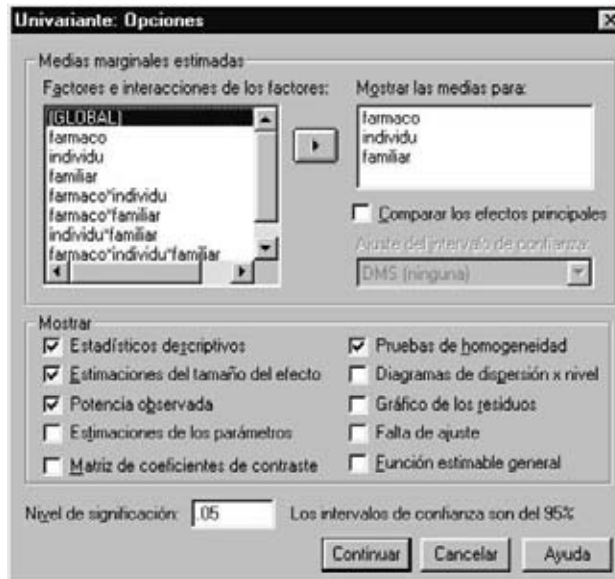 Univariante: Opciones
Medias marginales estimadas
Factores e interacciones de los factores:
(GLOBAL)
farmaco
individu
familiar
farmaco*individu
farmaco*familiar
individu*familiar
farmaco*individu*familiar
Mostrar las medias para:
farmaco
individu
familiar
Comparar los efectos principales
Ajuste del intervalo de confianza:
DMS (ninguna)
Mostrar
Estadísticos descriptivos
Estimaciones del tamaño del efecto
Potencia observada
Estimaciones de los parámetros
Matriz de coeficientes de contraste
Pruebas de homogeneidad
Diagramas de dispersión x nivel
Gráfico de los residuos
Falta de ajuste
Función estimable general
Nivel de significación: .05 Los intervalos de confianza son del 95%
Continuar Cancelar Ayuda